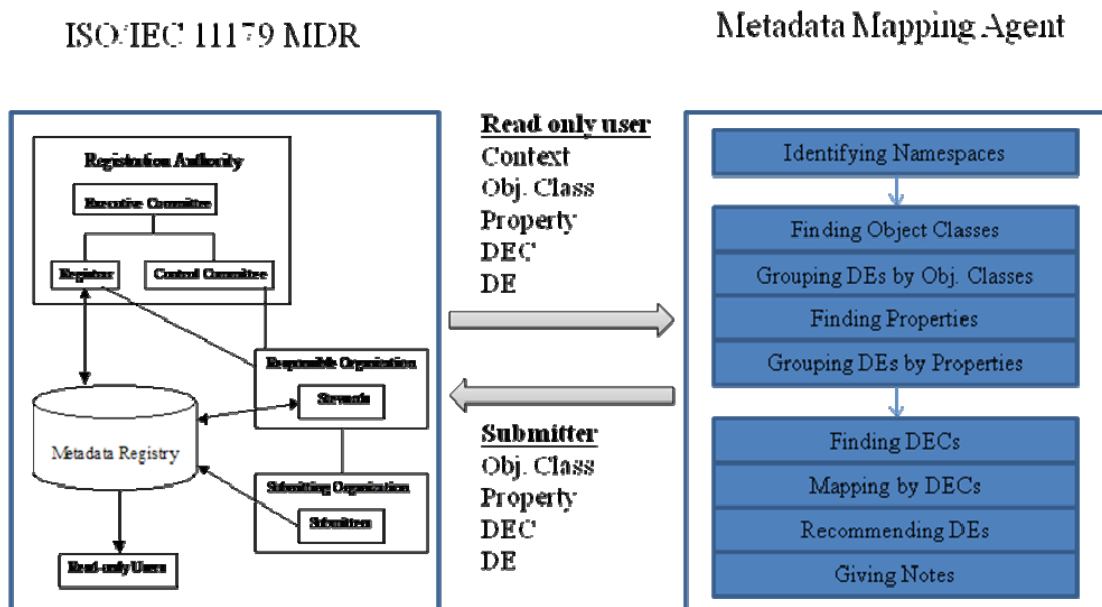 ISO/IEC 11179 MDR
Metadata Mapping Agent
Registration Authority
Executive Committee
Registrar
Control Committee
Responsible Organization
Stewards
Metadata Registry
Submitting Organization
Submitters
Read-only Users
Read only user
Context
Obj. Class
Property
DEC
DE
Submitter
Obj. Class
Property
DEC
DE
Identifying Namespaces
Finding Object Classes
Grouping DEs by Obj. Classes
Finding Properties
Grouping DEs by Properties
Finding DECs
Mapping by DECs
Recommending DEs
Giving Notes